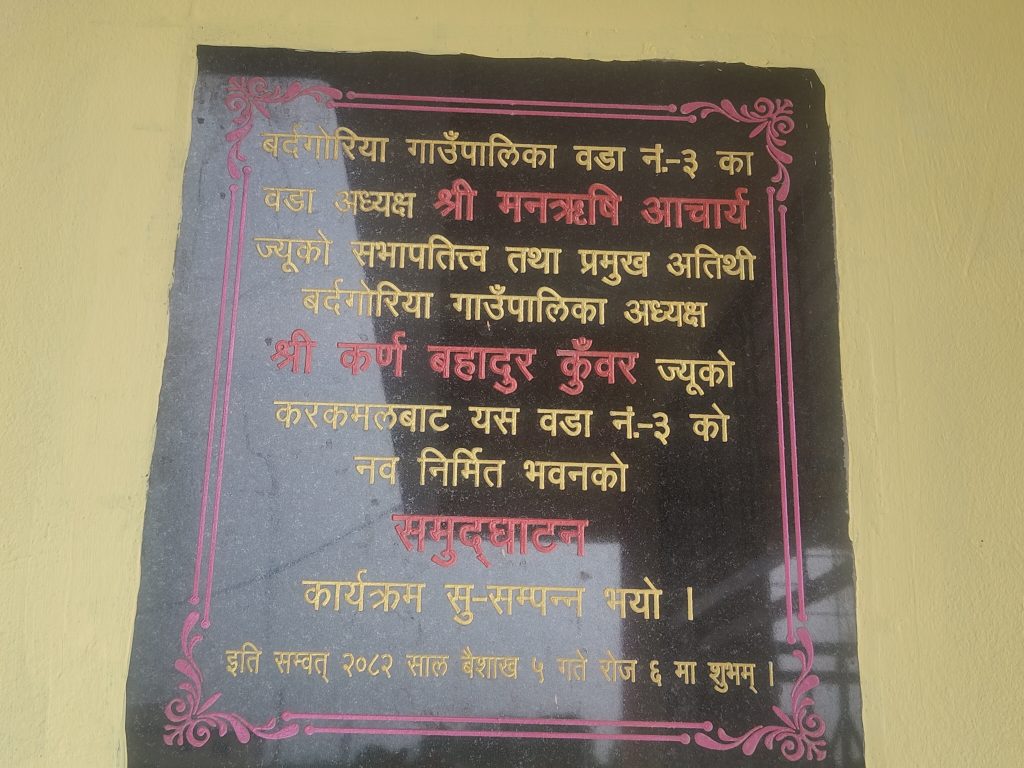 बर्दगोरिया गाउँपालिका वडा नं.-३ का
वडा अध्यक्ष श्री मनऋषि आचार्य
ज्यूको सभापतित्त्व तथा प्रमुख अतिथी
बर्दगोरिया गाउँपालिका अध्यक्ष
श्री कर्ण बहादुर कुँवर ज्यूको
करकमलबाट यस वडा नं.-३ को
नव निर्मित भवनको
समुद्घाटन
कार्यक्रम सु-सम्पन्न भयो ।
इति सम्वत् २०८२ साल बैशाख ५ गते रोज ६ मा शुभम् ।